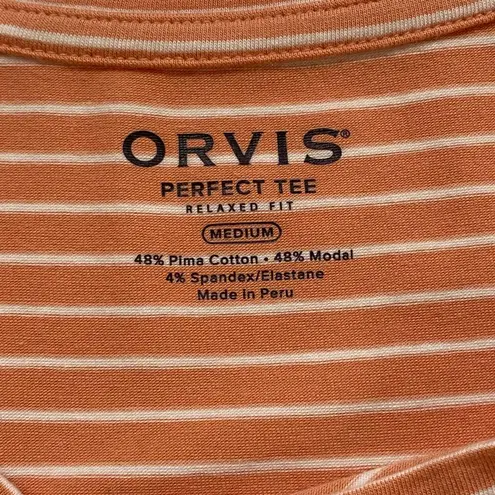 ORVIS®
PERFECT TEE
RELAXED FIT
MEDIUM
48% Pima Cotton • 48% Modal
4% Spandex/Elastane
Made In Peru